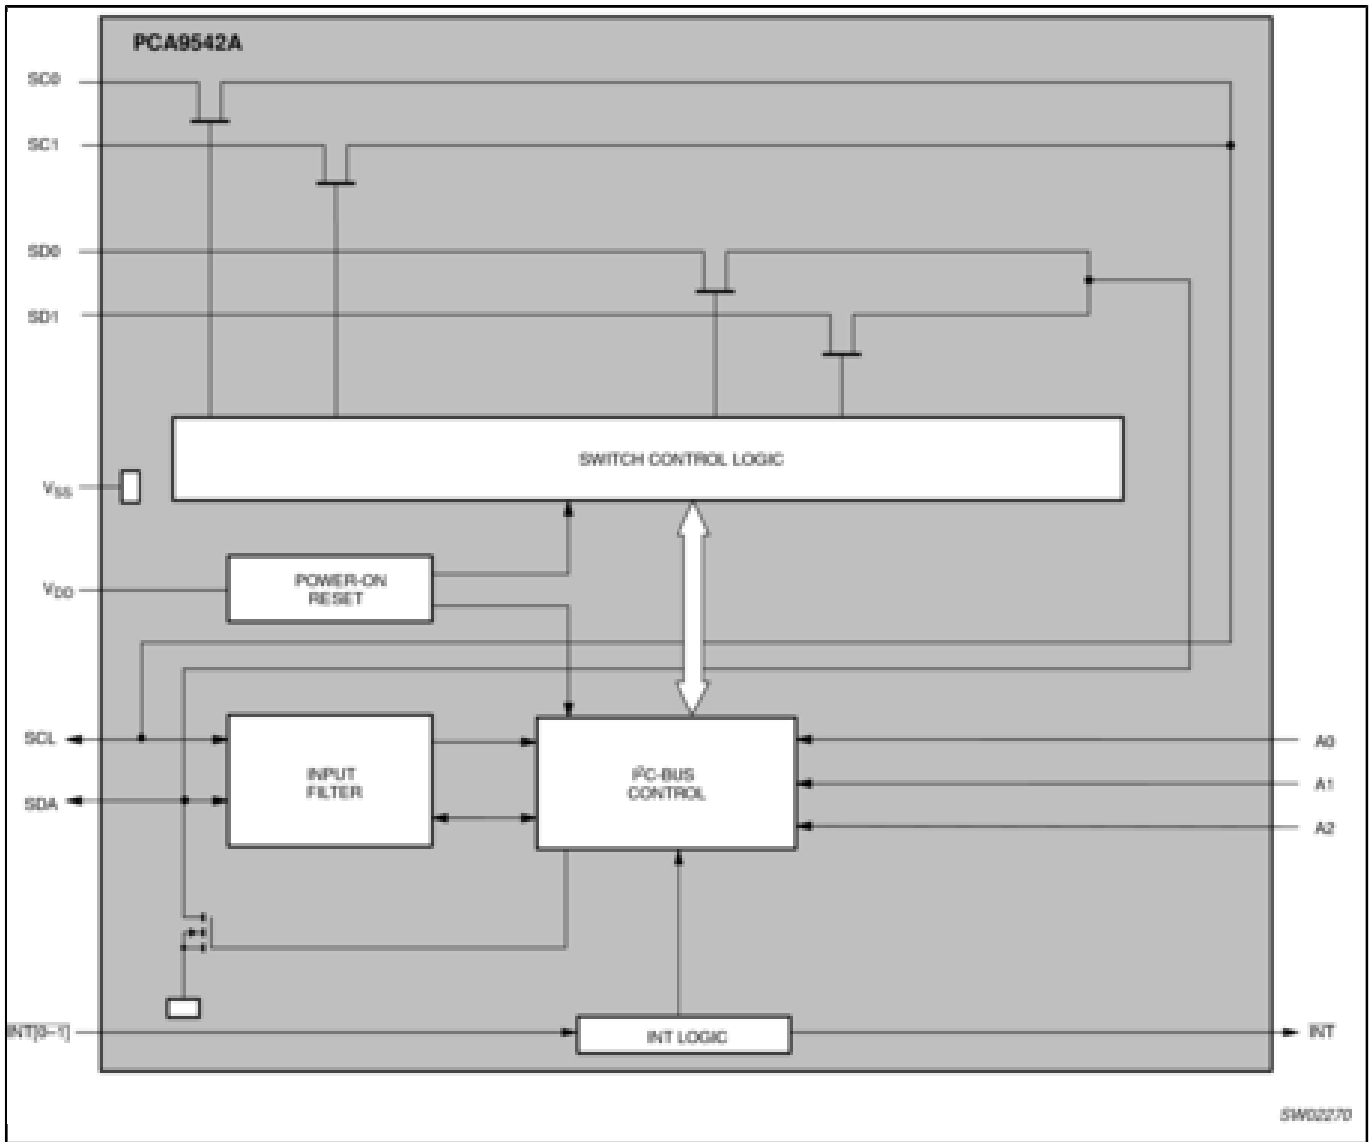 PCA9542A
SC0
SC1
SD0
SD1
SWITCH CONTROL LOGIC
VSS
POWER-ON
RESET
VDD
SCL
INPUT
FILTER
I²C-BUS
CONTROL
A0
SDA
A1
A2
INT[0–1]
INT LOGIC
INT
SW02270